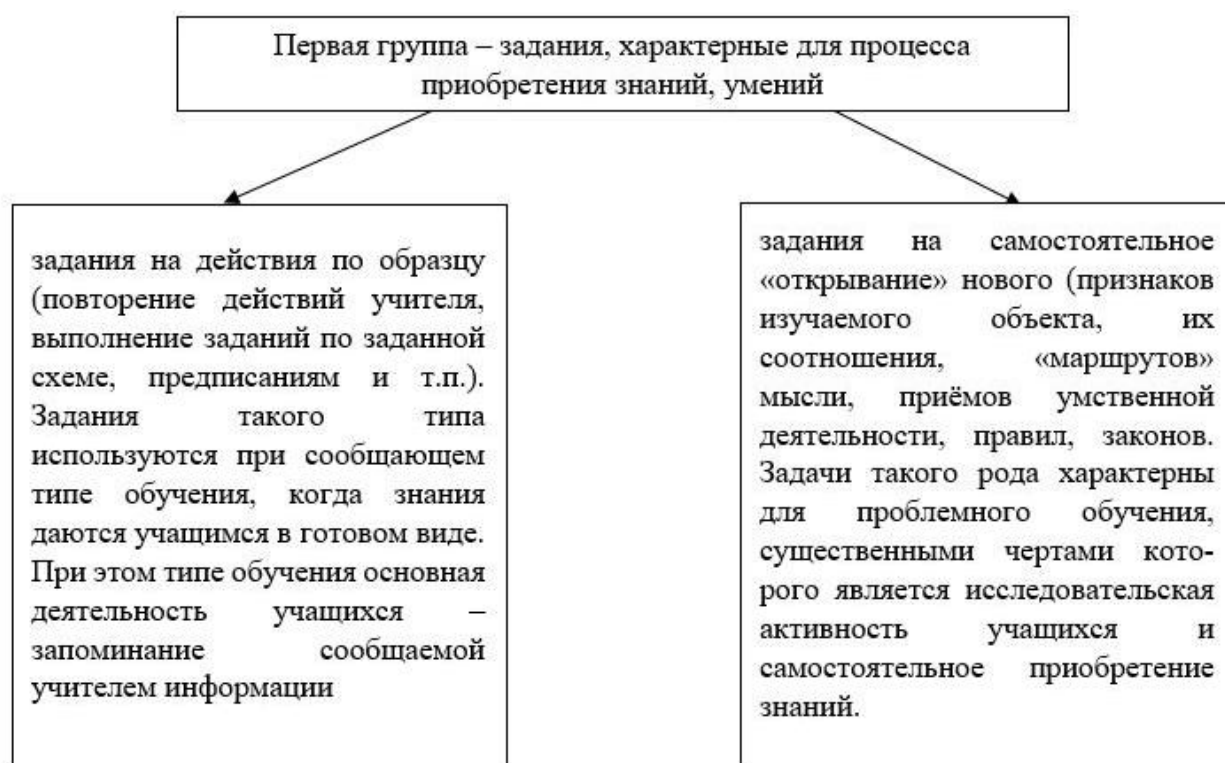 Первая группа – задания, характерные для процесса
приобретения знаний, умений
задания на действия по образцу
(повторение действий учителя,
выполнение заданий по заданной
схеме, предписаниям и т.п.).
Задания такого типа
используются при сообщающем
типе обучения, когда знания
даются учащимся в готовом виде.
При этом типе обучения основная
деятельность учащихся –
запоминание сообщаемой
учителем информации
задания на самостоятельное
«открывание» нового (признаков
изучаемого объекта, их
соотношения, «маршрутов»
мысли, приёмов умственной
деятельности, правил, законов.
Задачи такого рода характерны
для проблемного обучения,
существенными чертами кото-
рого является исследовательская
активность учащихся и
самостоятельное приобретение
знаний.